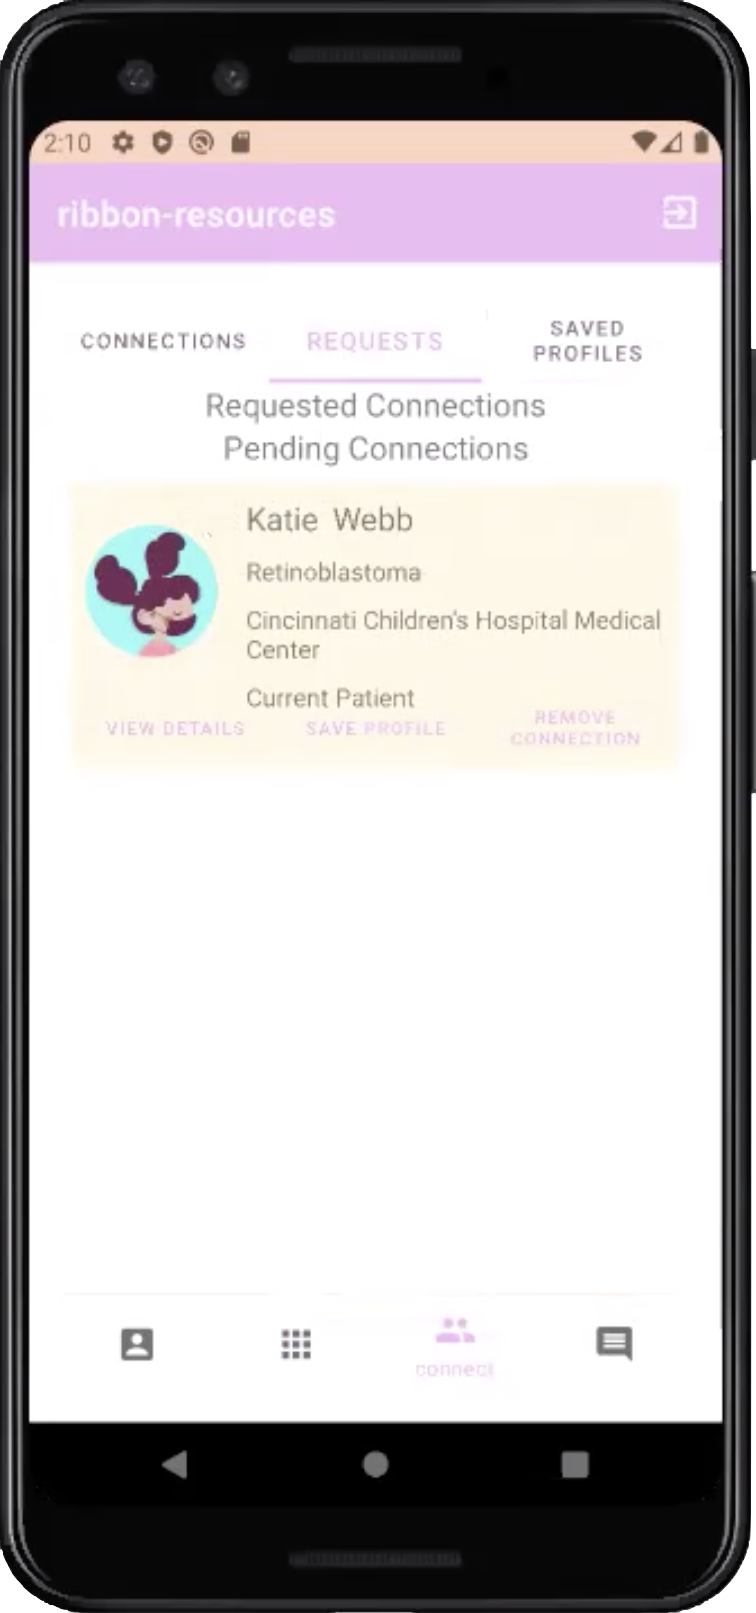 2:10
ribbon-resources
CONNECTIONS
REQUESTS
SAVED
PROFILES
Requested Connections
Pending Connections
Katie Webb
Retinoblastoma
Cincinnati Children's Hospital Medical
Center
Current Patient
VIEW DETAILS
SAVE PROFILE
REMOVE
CONNECTION
connect